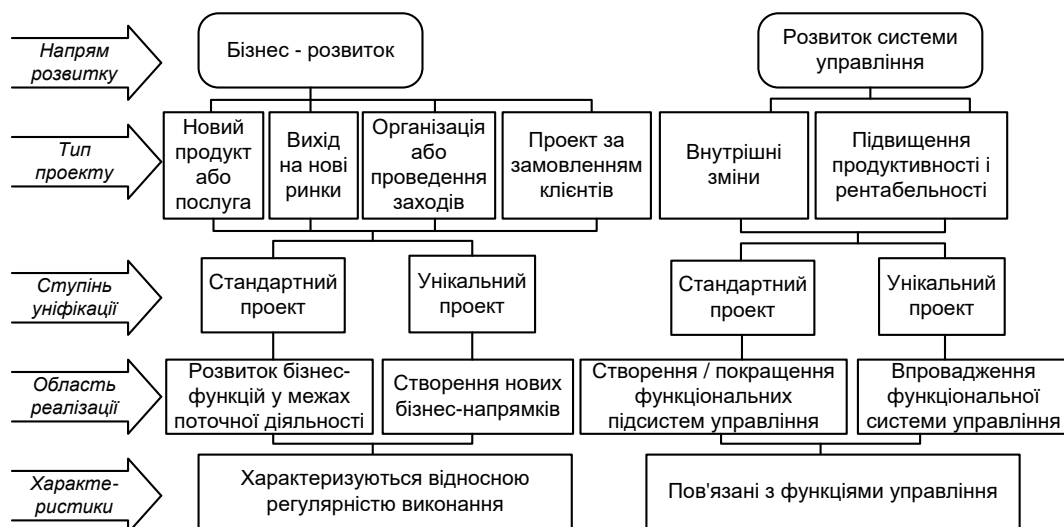 Напрям
розвитку
Бізнес - розвиток
Розвиток системи
управління
Тип
проекту
Новий
продукт
або
послуга
Вихід
на нові
ринки
Організація
або
проведення
заходів
Проект за
замовленням
клієнтів
Внутрішні
зміни
Підвищення
продуктивності і
рентабельності
Ступінь
уніфікації
Стандартний
проект
Унікальний
проект
Стандартний
проект
Унікальний
проект
Область
реалізації
Розвиток бізнес-
функцій у межах
поточної діяльності
Створення нових
бізнес-напрямків
Створення / покращення
функціональних
підсистем управління
Впровадження
функціональної
системи управління
Характе-
ристики
Характеризуються відносною
регулярністю виконання
Пов'язані з функціями управління